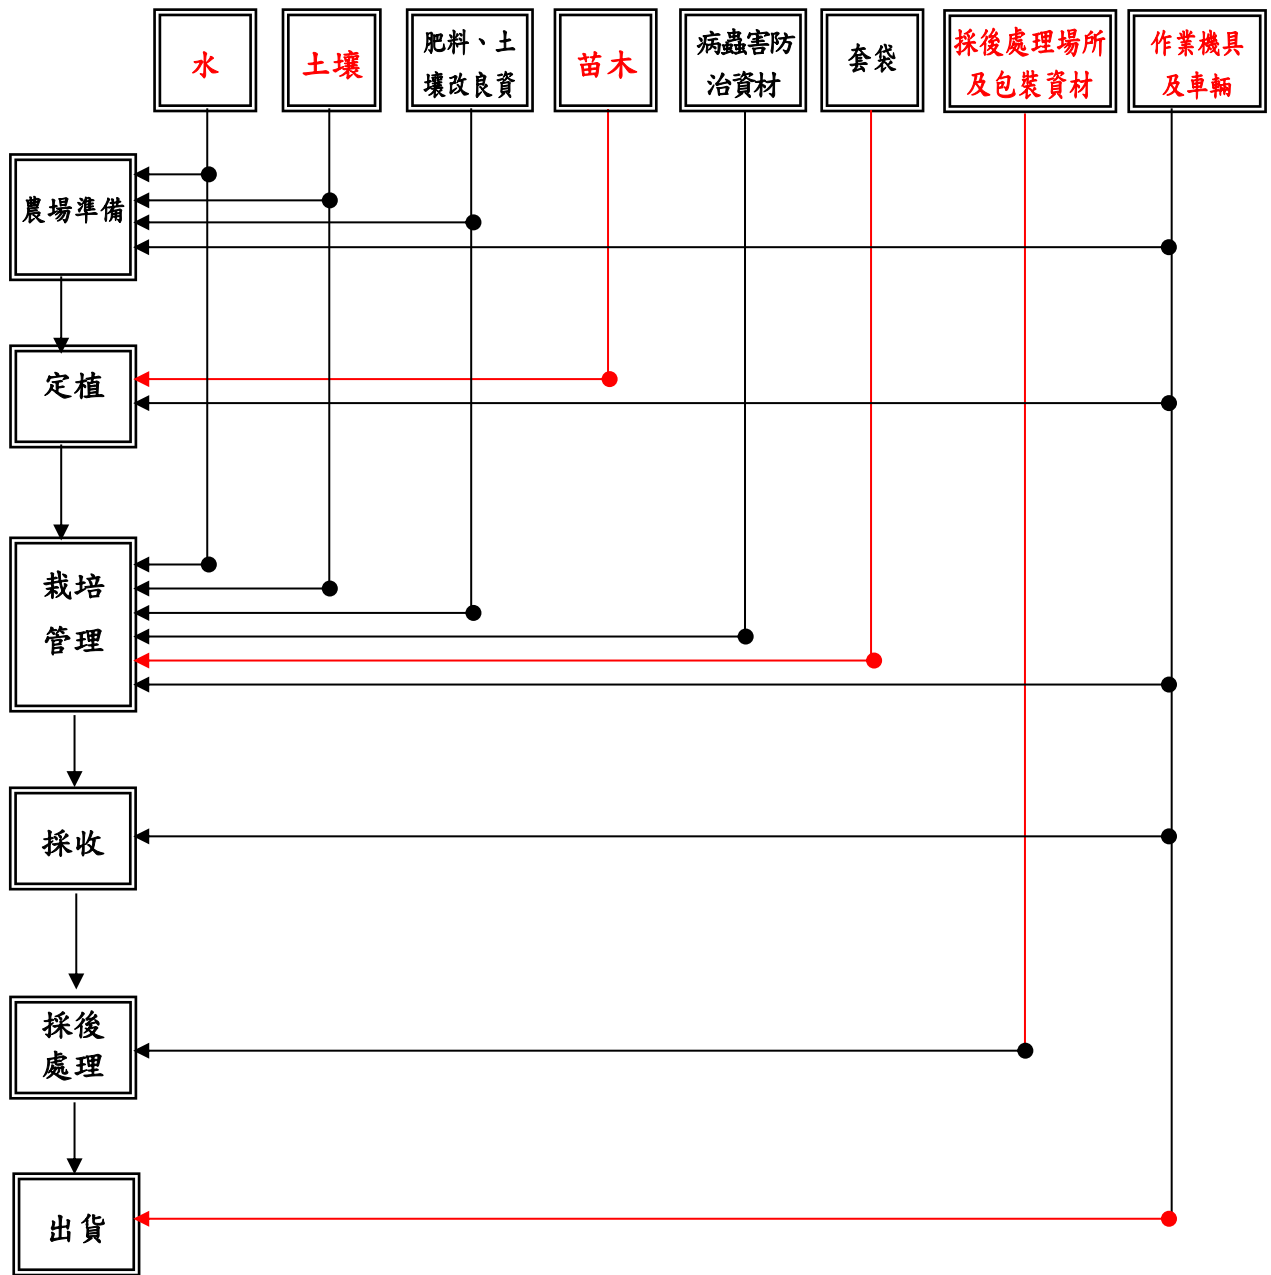 水
土壤
肥料、土
壤改良資
苗木
病蟲害防
治資材
套袋
採後處理場所
及包裝資材
作業機具
及車輛
農場準備
定植
栽培
管理
採收
採後
處理
出貨